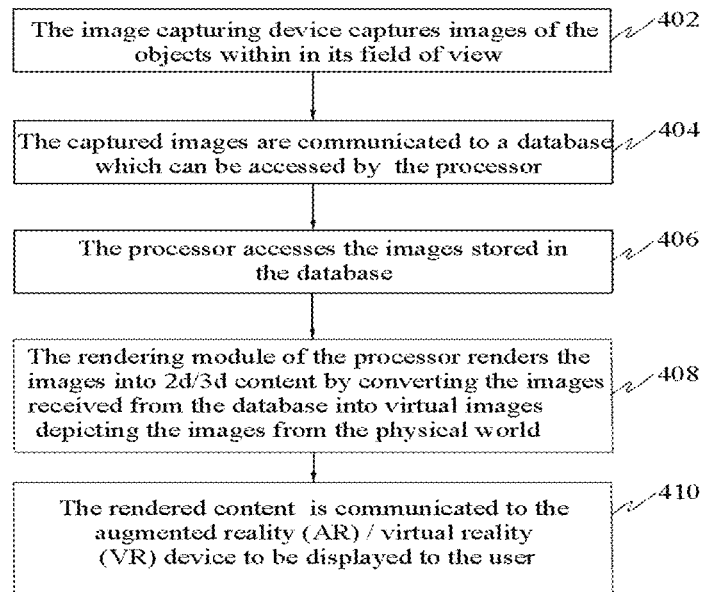 The image capturing device captures images of the
objects within in its field of view
402
The captured images are communicated to a database
which can be accessed by the processor
404
The processor accesses the images stored in
the database
406
The rendering module of the processor renders the
images into 2d/3d content by converting the images
received from the database into virtual images
depicting the images from the physical world
408
The rendered content is communicated to the
augmented reality (AR) / virtual reality
(VR) device to be displayed to the user
410